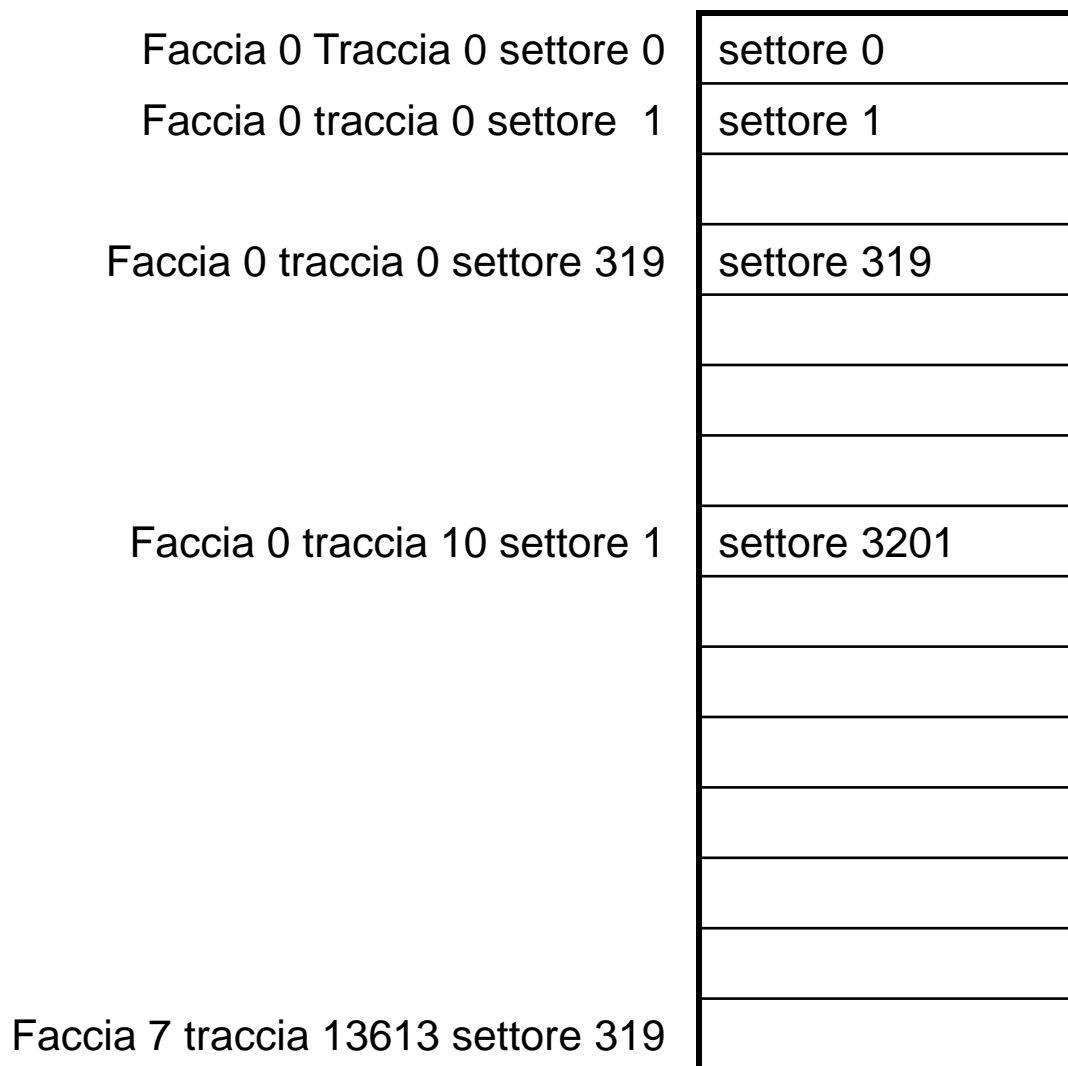 Faccia 0 Traccia 0 settore 0 settore 0
Faccia 0 traccia 0 settore  1 settore 1
Faccia 0 traccia 0 settore 319 settore 319
Faccia 0 traccia 10 settore 1 settore 3201
Faccia 7 traccia 13613 settore 319